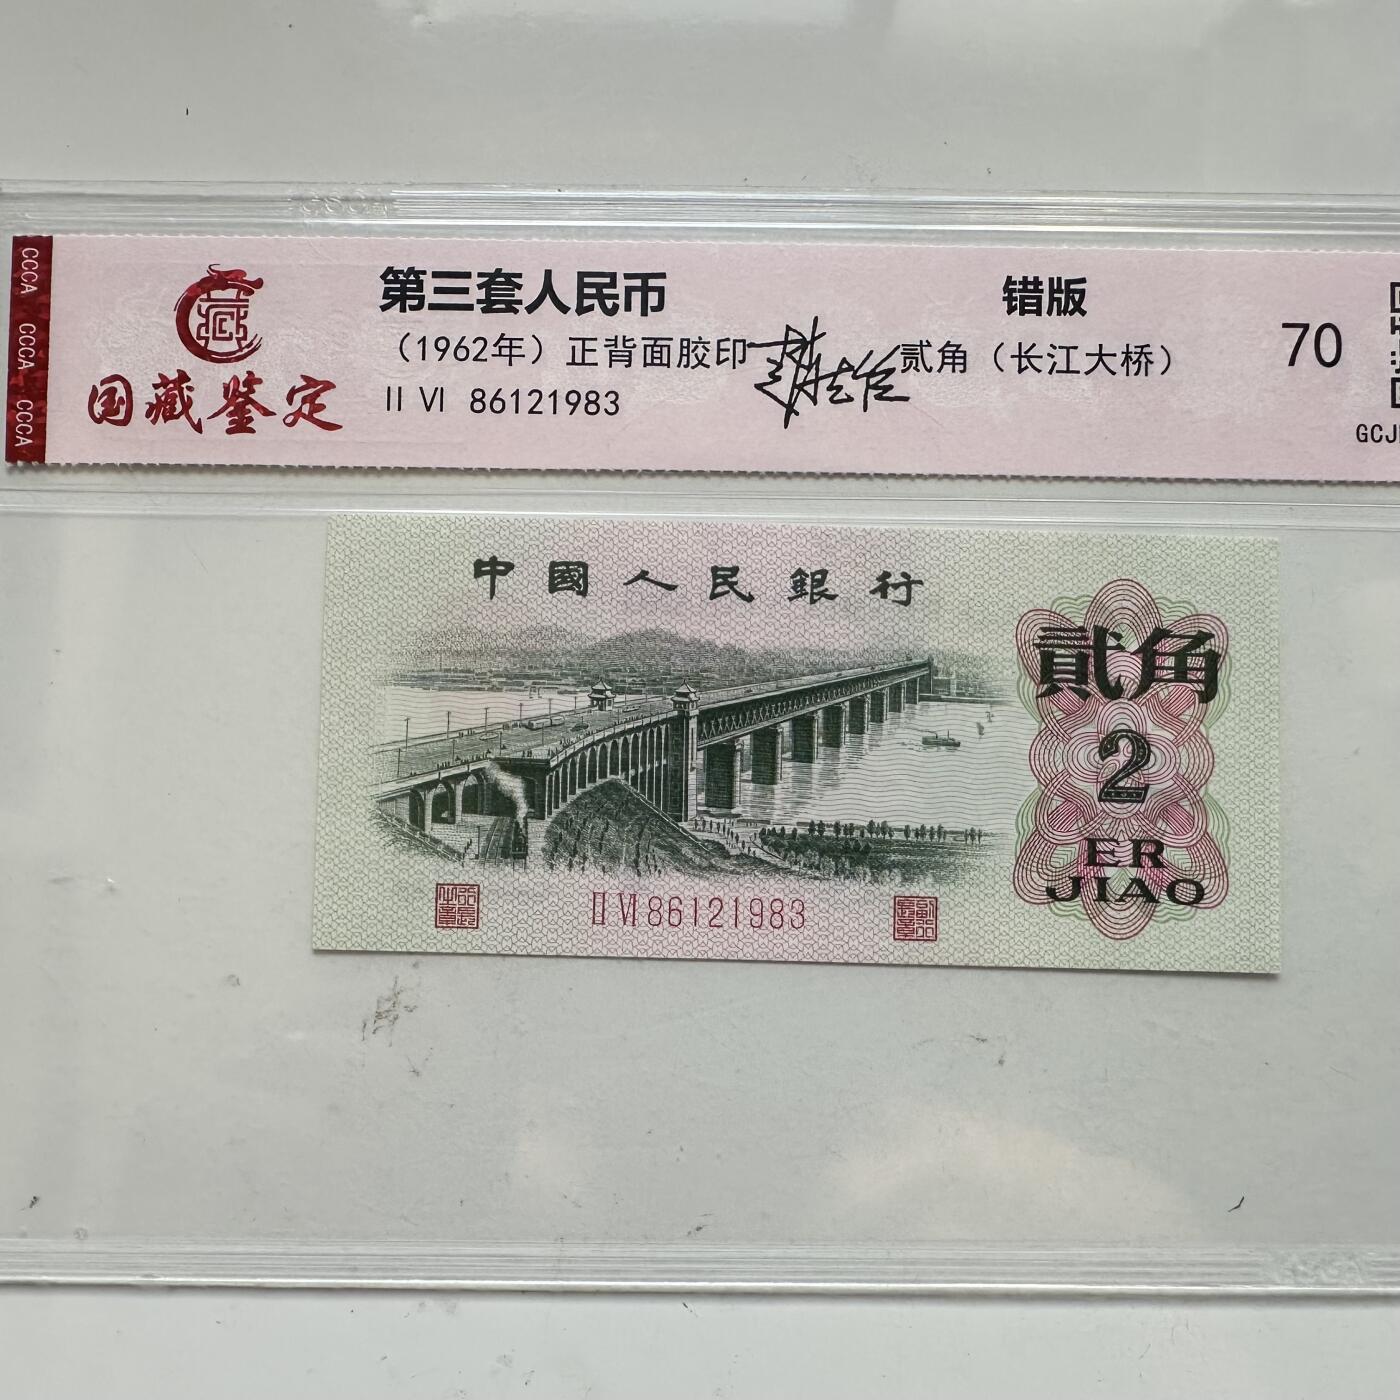 CCCA CCCA CCCA
国藏鉴定
第三套人民币
错版
（1962年）正背面胶印
贰角（长江大桥）
70
II VI 86121983
GCJ
中國人民銀行
貳角
2
ER
JIAO
II VI 86121983